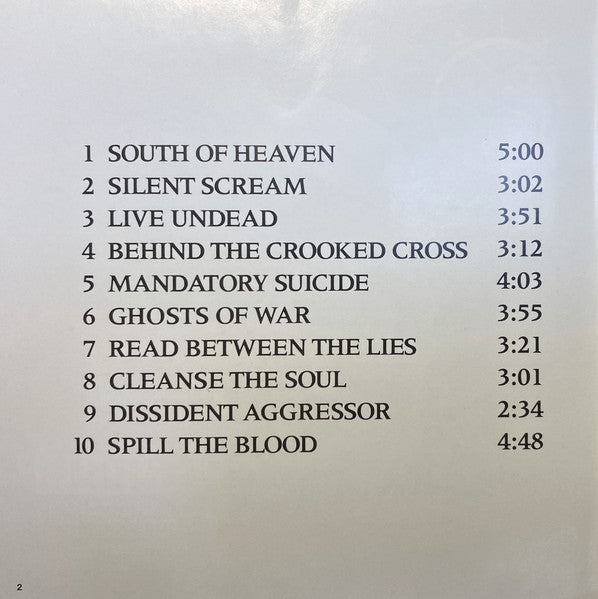 1 SOUTH OF HEAVEN 5:00
2 SILENT SCREAM 3:02
3 LIVE UNDEAD 3:51
4 BEHIND THE CROOKED CROSS 3:12
5 MANDATORY SUICIDE 4:03
6 GHOSTS OF WAR 3:55
7 READ BETWEEN THE LIES 3:21
8 CLEANSE THE SOUL 3:01
9 DISSIDENT AGGRESSOR 2:34
10 SPILL THE BLOOD 4:48
2